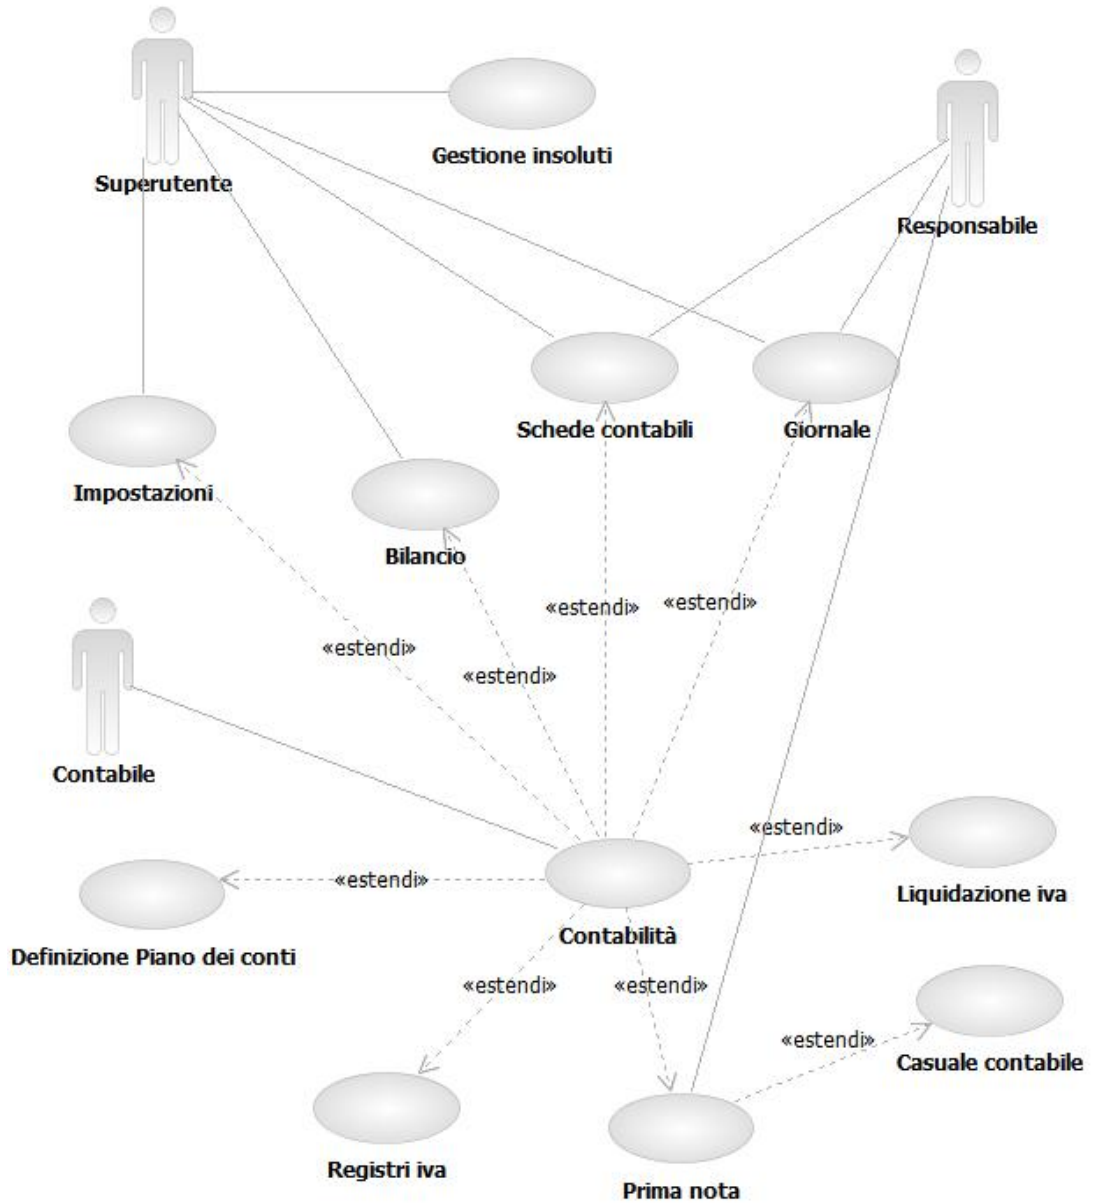 Gestione insoluti
Superutente
Responsabile
Schede contabili
Giornale
Impostazioni
Bilancio
«estendi»
«estendi»
«estendi»
«estendi»
Contabile
«estendi»
«estendi»
Liquidazione iva
Contabilità
Definizione Piano dei conti
«estendi»
«estendi»
«estendi»
Casuale contabile
Registri iva
Prima nota